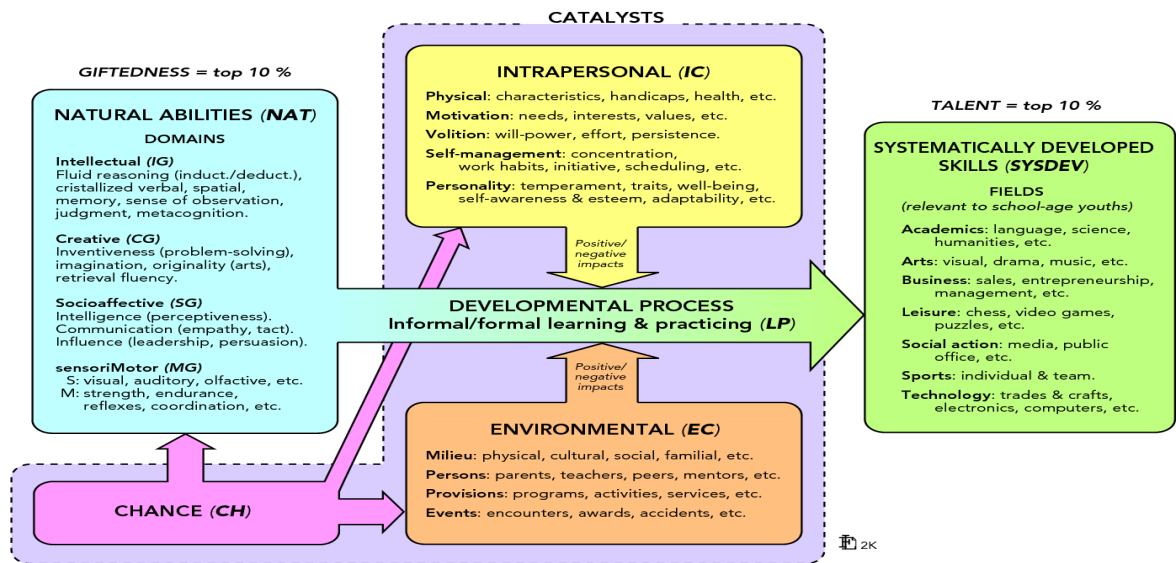 CATALYSTS
GIFTEDNESS = top 10 %
NATURAL ABILITIES (NAT)
DOMAINS
Intellectual (IG)
Fluid reasoning (induct./deduct.),
cristallized verbal, spatial,
memory, sense of observation,
judgment, metacognition.
Creative (CG)
Inventiveness (problem-solving),
imagination, originality (arts),
retrieval fluency.
Socioaffective (SG)
Intelligence (perceptiveness).
Communication (empathy, tact).
Influence (leadership, persuasion).
sensoriMotor (MG)
S: visual, auditory, olfactive, etc.
M: strength, endurance,
reflexes, coordination, etc.
CHANCE (CH)
INTRAPERSONAL (IC)
Physical: characteristics, handicaps, health, etc.
Motivation: needs, interests, values, etc.
Volition: will-power, effort, persistence.
Self-management: concentration,
work habits, initiative, scheduling, etc.
Personality: temperament, traits, well-being,
self-awareness & esteem, adaptability, etc.
Positive/
negative
impacts
DEVELOPMENTAL PROCESS
Informal/formal learning & practicing (LP)
Positive/
negative
impacts
ENVIRONMENTAL (EC)
Milieu: physical, cultural, social, familial, etc.
Persons: parents, teachers, peers, mentors, etc.
Provisions: programs, activities, services, etc.
Events: encounters, awards, accidents, etc.
TALENT = top 10 %
SYSTEMATICALLY DEVELOPED
SKILLS (SYSDEV)
FIELDS
(relevant to school-age youths)
Academics: language, science,
humanities, etc.
Arts: visual, drama, music, etc.
Business: sales, entrepreneurship,
management, etc.
Leisure: chess, video games,
puzzles, etc.
Social action: media, public
office, etc.
Sports: individual & team.
Technology: trades & crafts,
electronics, computers, etc.
2K